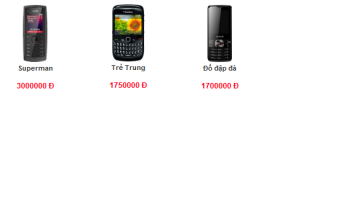 Superman Trẻ Trung Đồ đập đá
3000000 Đ 1750000 Đ 1700000 Đ